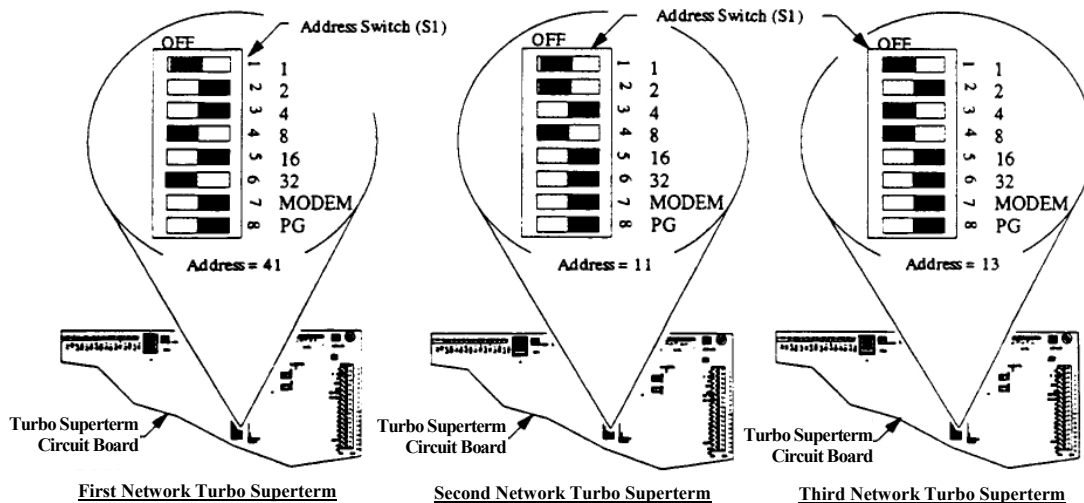 Address Switch (S1)
OFF
1 1
2 2
3 4
4 8
5 16
6 32
7 MODEM
8 PG
Address = 41
Turbo Superterm
Circuit Board
First Network Turbo Superterm
Address Switch (S1)
OFF
1 1
2 2
3 4
4 8
5 16
6 32
7 MODEM
8 PG
Address = 11
Turbo Superterm
Circuit Board
Second Network Turbo Superterm
OFF
1 1
2 2
3 4
4 8
5 16
6 32
7 MODEM
8 PG
Address = 13
Turbo Superterm
Circuit Board
Third Network Turbo Superterm